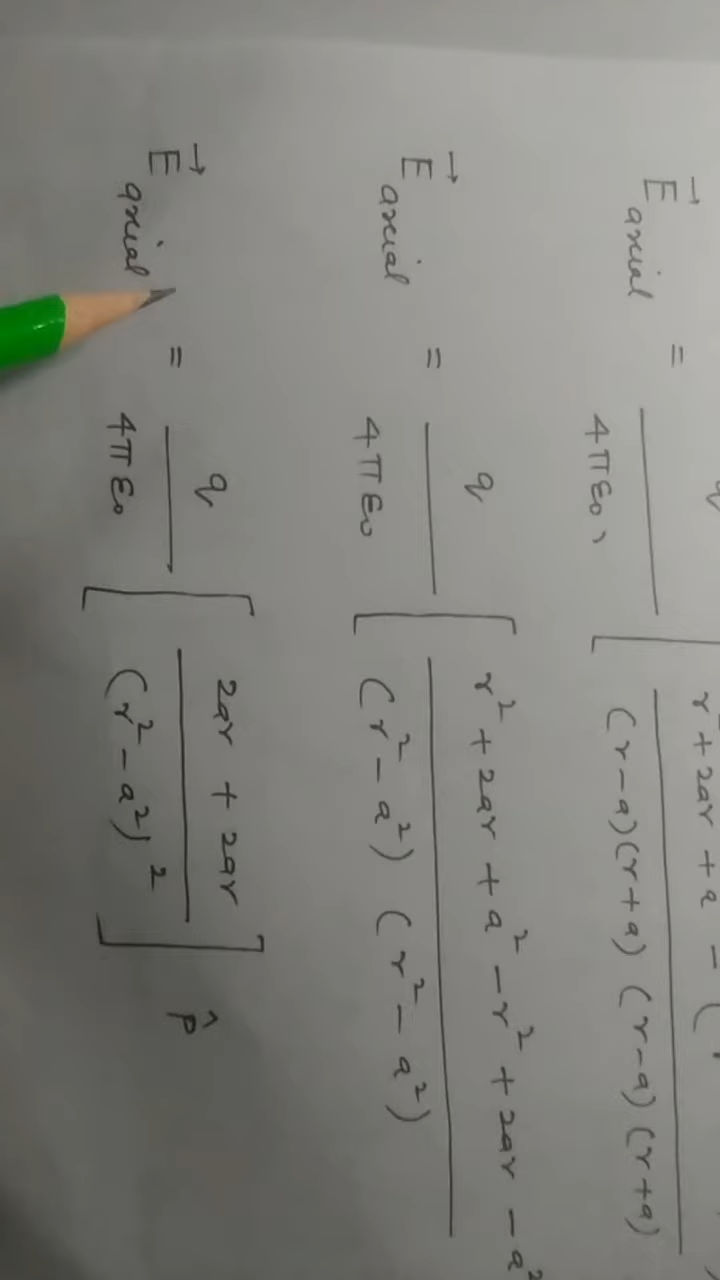 E⃗axial = q / 4πε₀ [ r² + 2ar + a² − ( / (r−a)(r+a) (r−a)(r+a)
E⃗axial = q / 4πε₀ [ r² + 2ar + a² − r² + 2ar − a² / (r² − a²) (r² − a²)
E⃗axial = q / 4πε₀ [ 2ar + 2ar / (r² − a²)² ] p̂